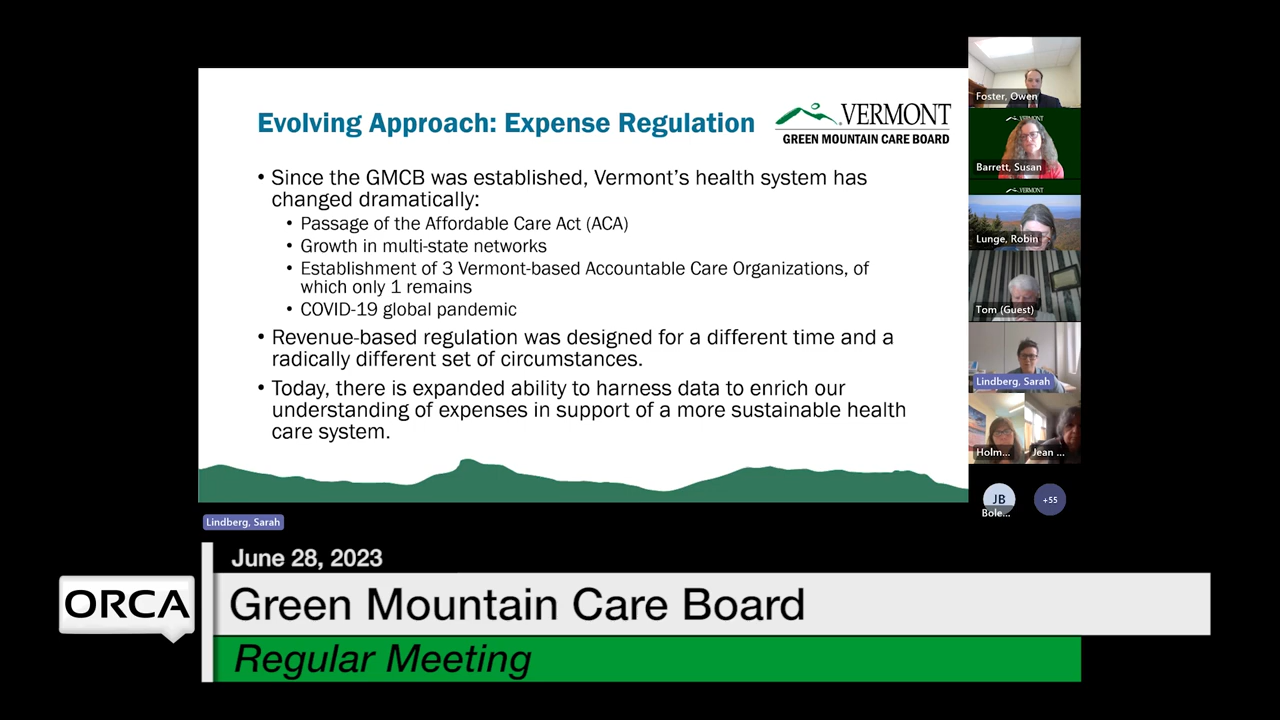 Evolving Approach: Expense Regulation
VERMONT
GREEN MOUNTAIN CARE BOARD
• Since the GMCB was established, Vermont's health system has
changed dramatically:
• Passage of the Affordable Care Act (ACA)
• Growth in multi-state networks
• Establishment of 3 Vermont-based Accountable Care Organizations, of
which only 1 remains
• COVID-19 global pandemic
• Revenue-based regulation was designed for a different time and a
radically different set of circumstances.
• Today, there is expanded ability to harness data to enrich our
understanding of expenses in support of a more sustainable health
care system.
Foster, Owen
VERMONT
Barrett, Susan
VERMONT
Lunge, Robin
Tom (Guest)
Lindberg, Sarah
Holm...
Jean ...
JB
Bole...
+55
Lindberg, Sarah
June 28, 2023
ORCA
Green Mountain Care Board
Regular Meeting